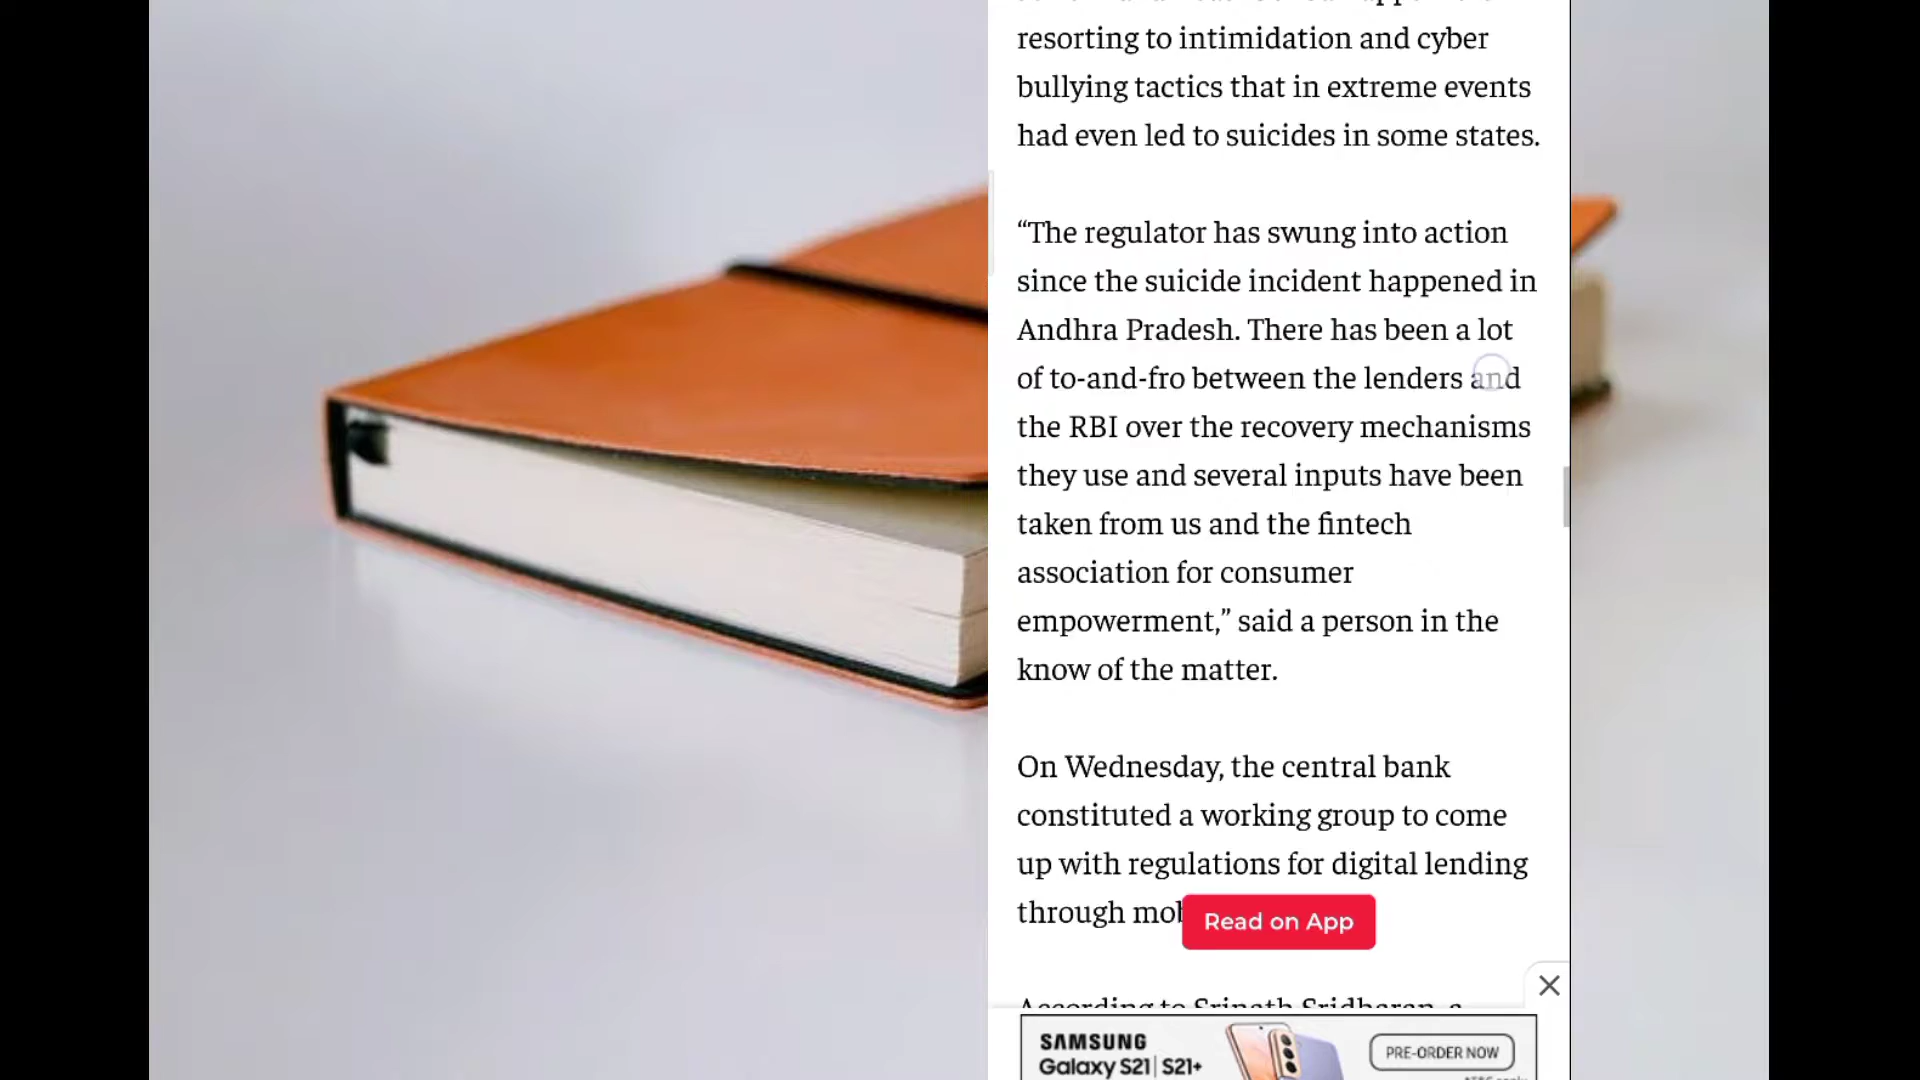 resorting to intimidation and cyber
bullying tactics that in extreme events
had even led to suicides in some states.
“The regulator has swung into action
since the suicide incident happened in
Andhra Pradesh. There has been a lot
of to-and-fro between the lenders and
the RBI over the recovery mechanisms
they use and several inputs have been
taken from us and the fintech
association for consumer
empowerment,” said a person in the
know of the matter.
On Wednesday, the central bank
constituted a working group to come
up with regulations for digital lending
through
Read on App
According to Srinath Sridharan, a
SAMSUNG
Galaxy S21 | S21+
PRE-ORDER NOW